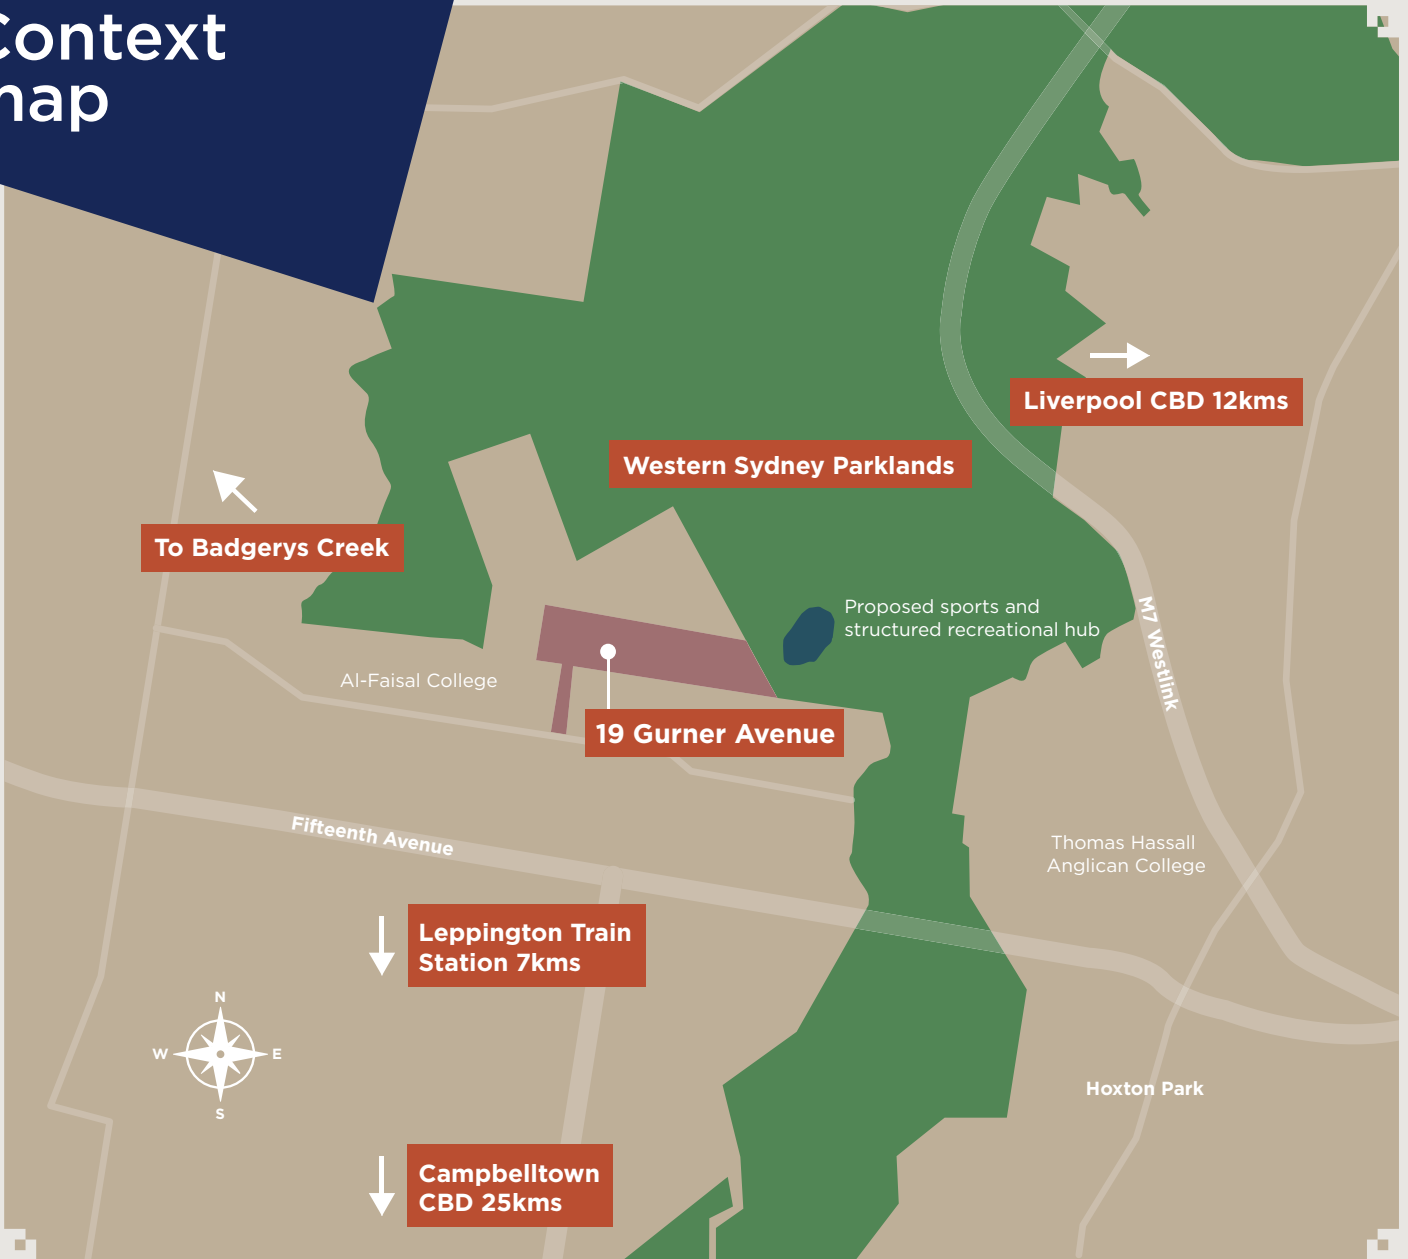 Context
map
Liverpool CBD 12kms
Western Sydney Parklands
To Badgerys Creek
Proposed sports and
structured recreational hub
M7 Westlink
Al-Faisal College
19 Gurner Avenue
Fifteenth Avenue
Thomas Hassall
Anglican College
Leppington Train
Station 7kms
N
W E
S
Hoxton Park
Campbelltown
CBD 25kms